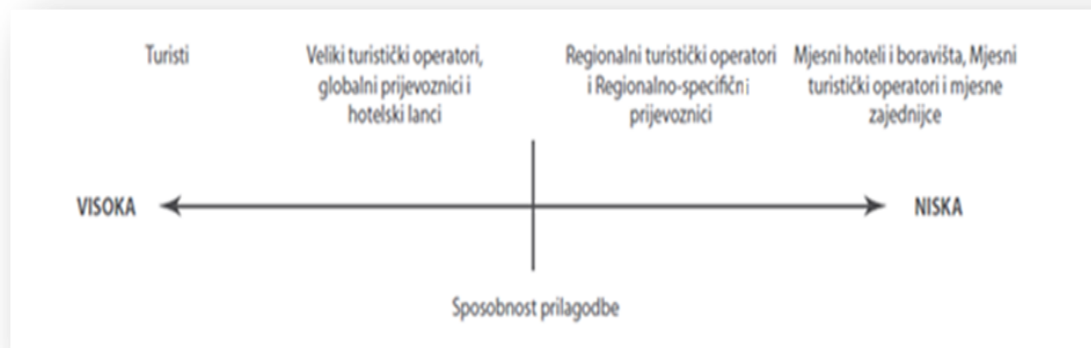 Turisti
Veliki turistički operatori,
globalni prijevoznici i
hotelski lanci
Regionalni turistički operatori
i Regionalno-specifični
prijevoznici
Mjesni hoteli i boravišta, Mjesni
turistički operatori i mjesne
zajednijce
VISOKA
NISKA
Sposobnost prilagodbe